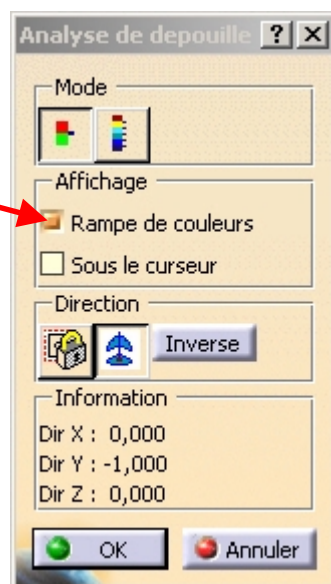 Analyse de depouille ? X
Mode
Affichage
Rampe de couleurs
Sous le curseur
Direction
Inverse
Information
Dir X : 0,000
Dir Y : -1,000
Dir Z : 0,000
OK Annuler